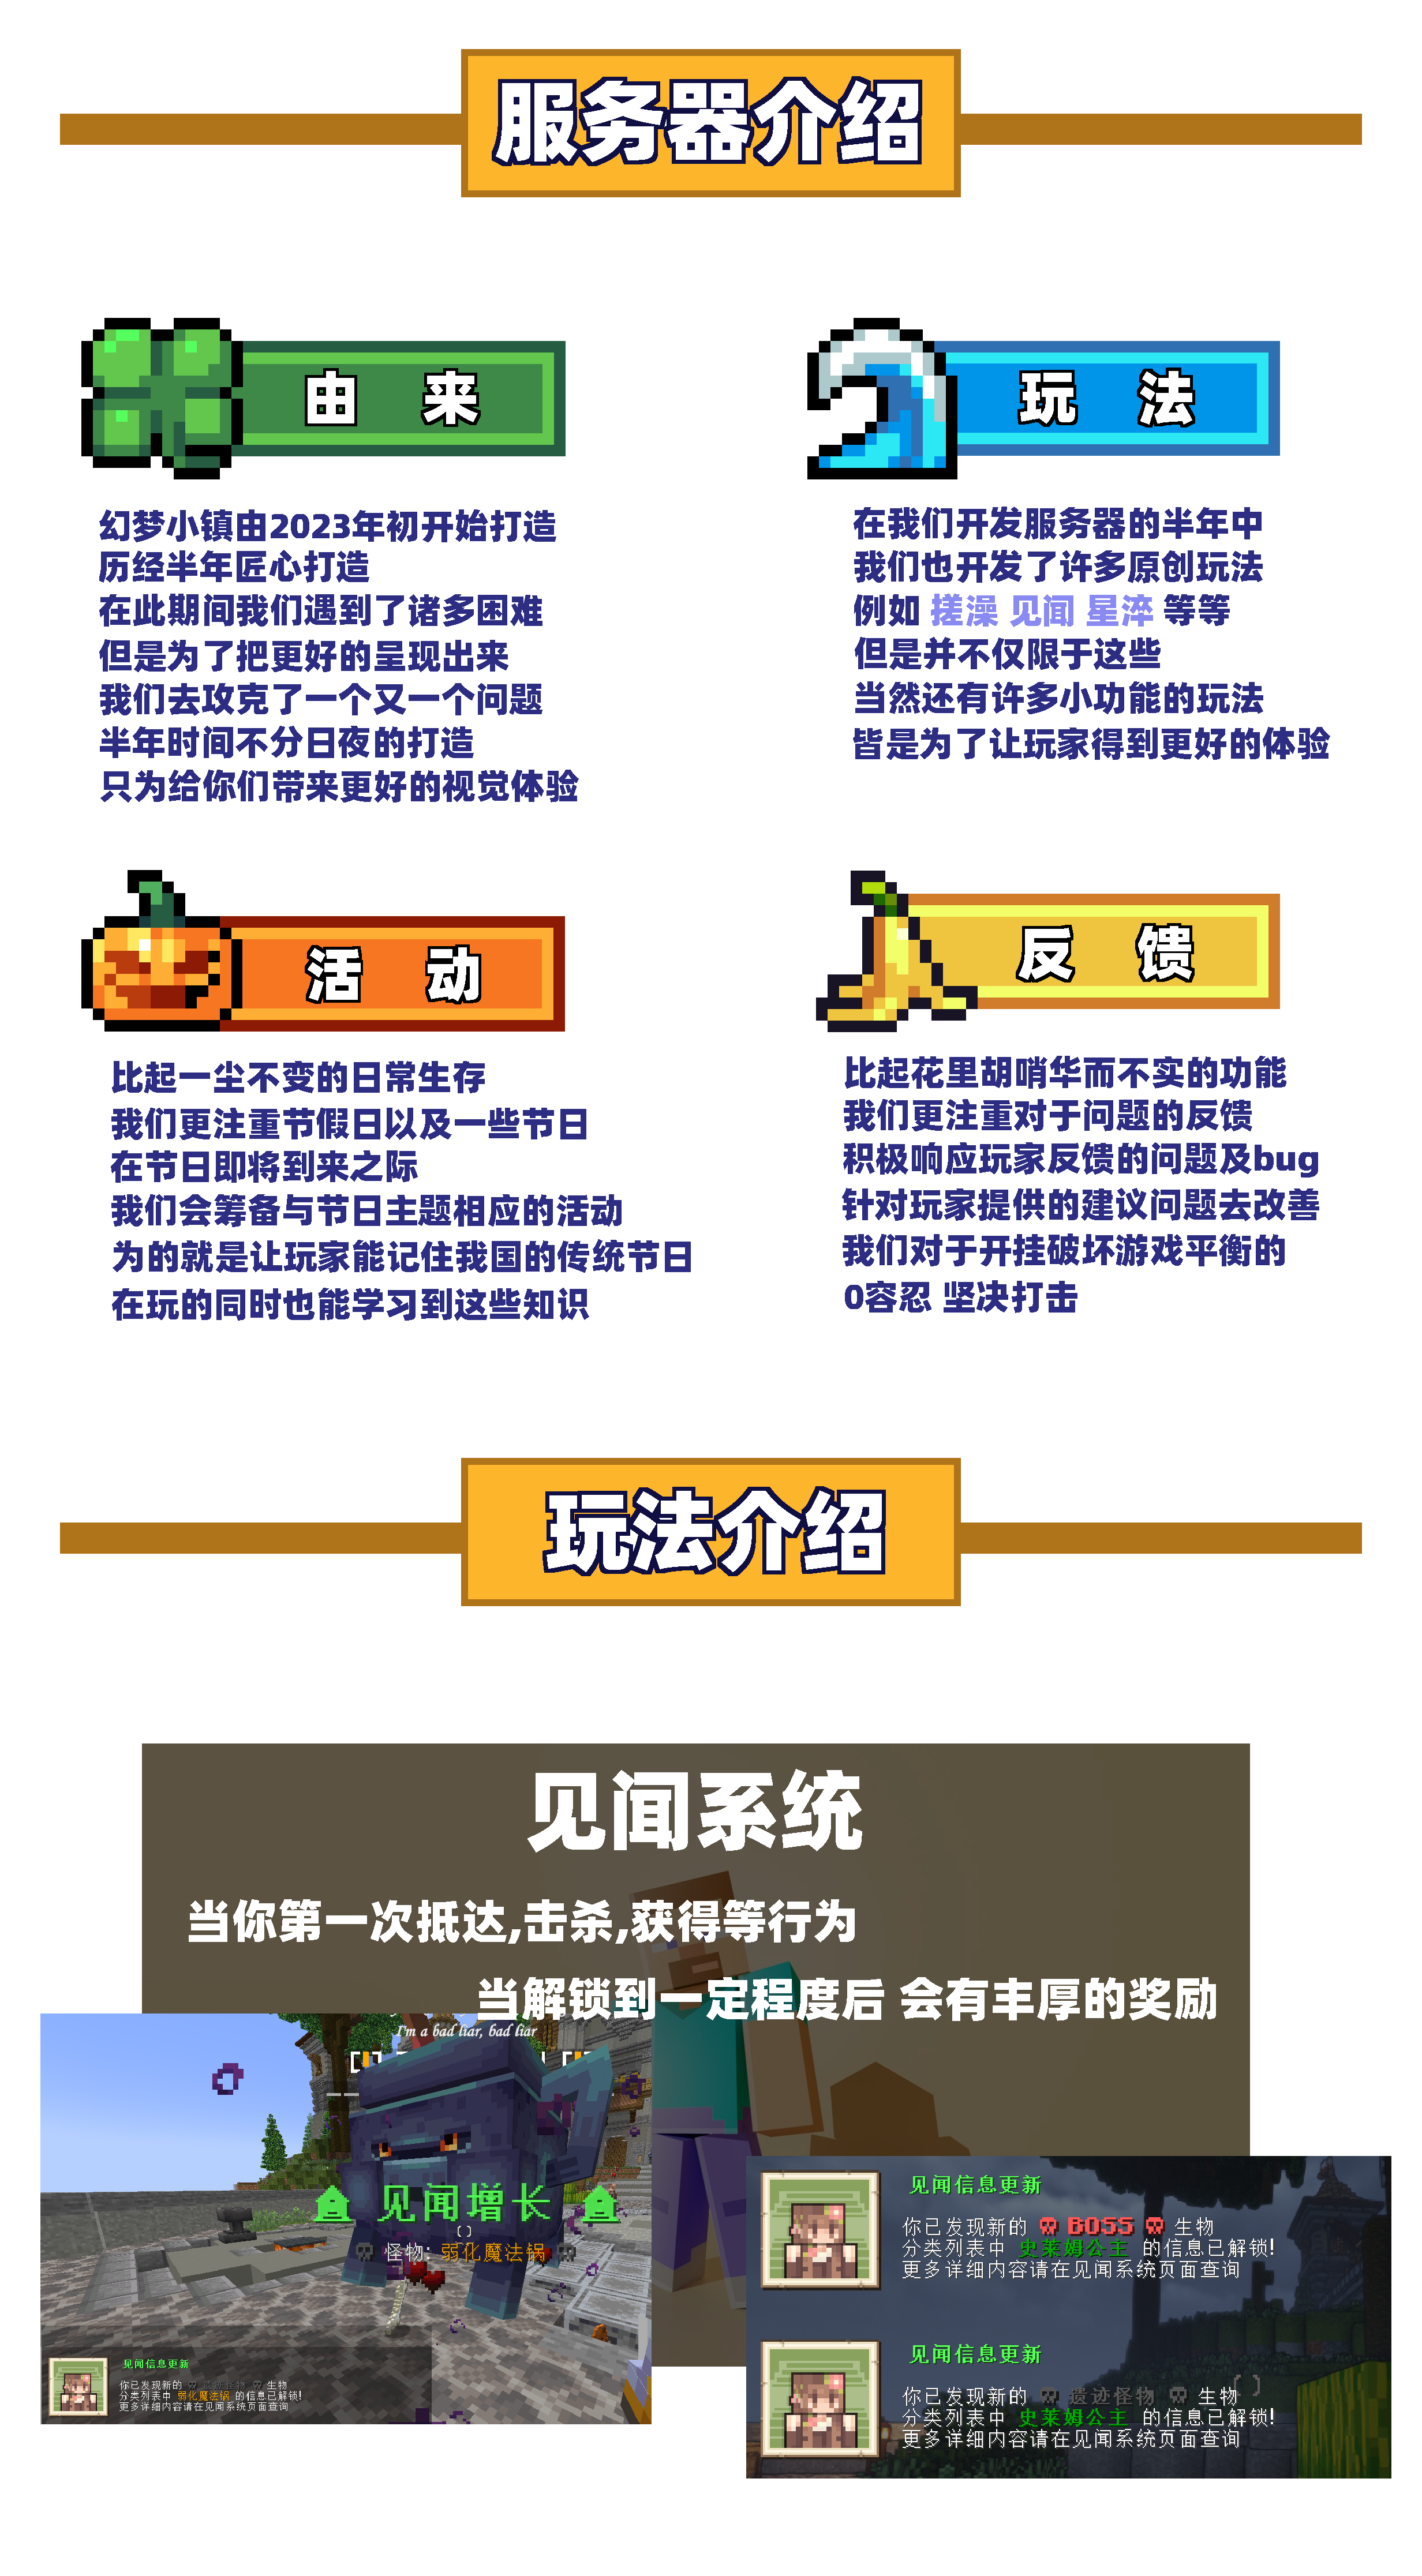 服务器介绍
由 来
幻梦小镇由2023年初开始打造
历经半年匠心打造
在此期间我们遇到了诸多困难
但是为了把更好的呈现出来
我们去攻克了一个又一个问题
半年时间不分日夜的打造
只为给你们带来更好的视觉体验
玩 法
在我们开发服务器的半年中
我们也开发了许多原创玩法
例如 搓澡 见闻 星淬 等等
但是并不仅限于这些
当然还有许多小功能的玩法
皆是为了让玩家得到更好的体验
活 动
比起一尘不变的日常生存
我们更注重节假日以及一些节日
在节日即将到来之际
我们会筹备与节日主题相应的活动
为的就是让玩家能记住我国的传统节日
在玩的同时也能学习到这些知识
反 馈
比起花里胡哨华而不实的功能
我们更注重对于问题的反馈
积极响应玩家反馈的问题及bug
针对玩家提供的建议问题去改善
我们对于开挂破坏游戏平衡的
0容忍 坚决打击
玩法介绍
见闻系统
当你第一次抵达,击杀,获得等行为
当解锁到一定程度后 会有丰厚的奖励
I'm a bad liar, bad liar
见闻增长
怪物: 弱化魔法锅
见闻信息更新
你已发现新的 遗迹怪物 生物
分类列表中 弱化魔法锅 的信息已解锁!
更多详细内容请在见闻系统页面查询
见闻信息更新
你已发现新的 BOSS 生物
分类列表中 史莱姆公主 的信息已解锁!
更多详细内容请在见闻系统页面查询
见闻信息更新
你已发现新的 遗迹怪物 生物
分类列表中 史莱姆公主 的信息已解锁!
更多详细内容请在见闻系统页面查询